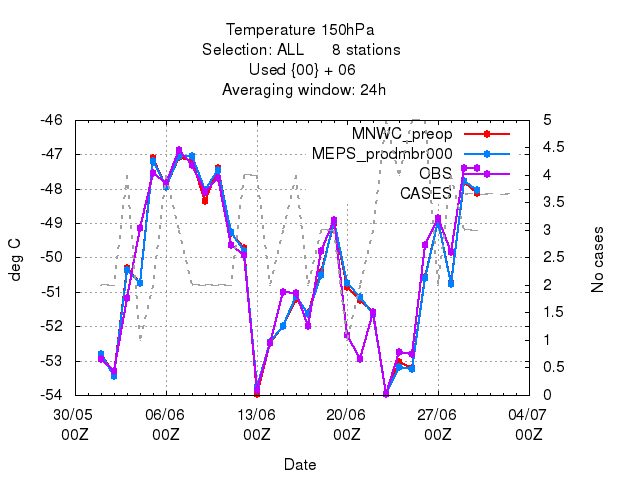 Temperature 150hPa
Selection: ALL 8 stations
Used {00} + 06
Averaging window: 24h
MNWC_preop
MEPS_prodmbr000
OBS
CASES
deg C
-46
-47
-48
-49
-50
-51
-52
-53
-54
No cases
5
4.5
4
3.5
3
2.5
2
1.5
1
0.5
0
30/05 06/06 13/06 20/06 27/06 04/07
00Z 00Z 00Z 00Z 00Z 00Z
Date